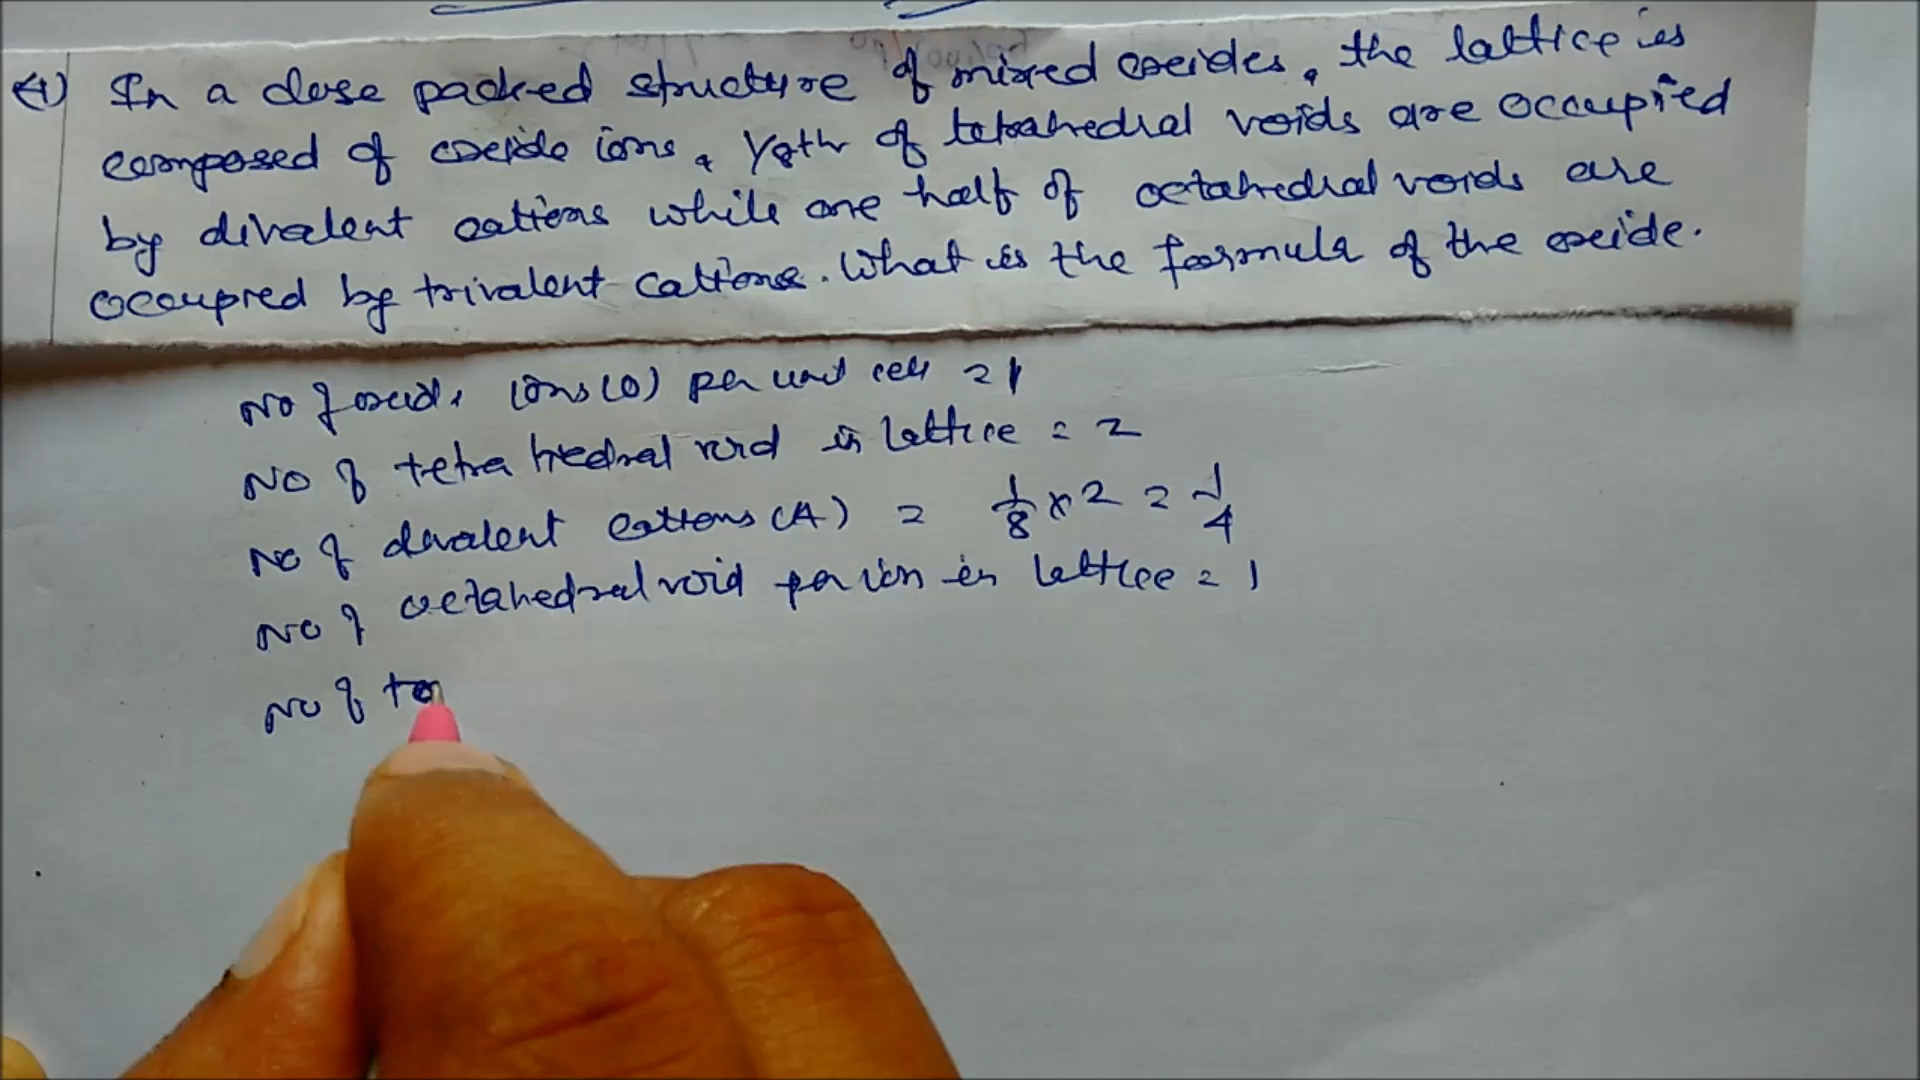 4) In a close packed structure of mixed oxides, the lattice is
composed of oxide ions, 1/8th of tetrahedral voids are occupied
by divalent cations while one half of octahedral voids are
occupied by trivalent cations. What is the formula of the oxide.
No of oxide ions (O) per unit cell = 1
No of tetrahedral void in lattice = 2
No of divalent cations (A) = 1/8 × 2 = 1/4
No of octahedral void per ion in lattice = 1
No of